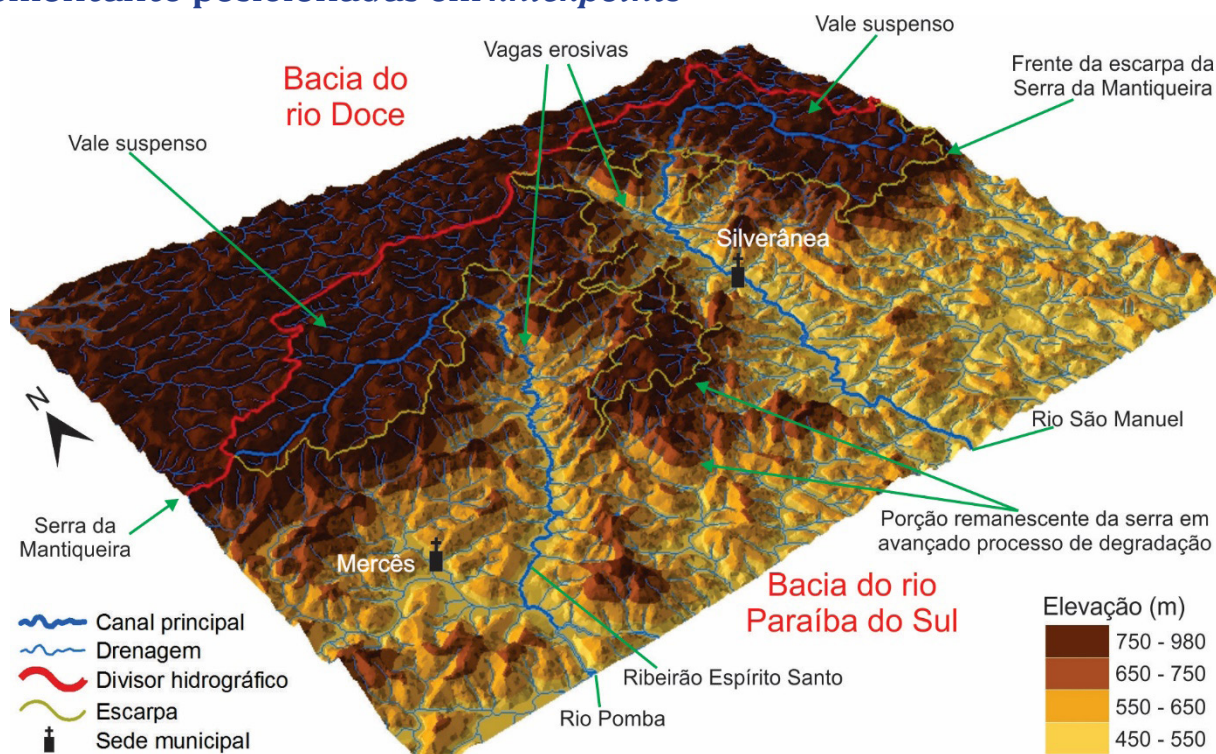 posicionadas em
Vale suspenso
Vagas erosivas
Bacia do
rio Doce
Frente da escarpa da
Serra da Mantiqueira
Vale suspenso
Silverânea
N
Rio São Manuel
Serra da
Mantiqueira
Porção remanescente da serra em
avançado processo de degradação
Mercês
Bacia do rio
Paraíba do Sul
Ribeirão Espírito Santo
Rio Pomba
Canal principal
Drenagem
Divisor hidrográfico
Escarpa
Sede municipal
Elevação (m)
750 - 980
650 - 750
550 - 650
450 - 550